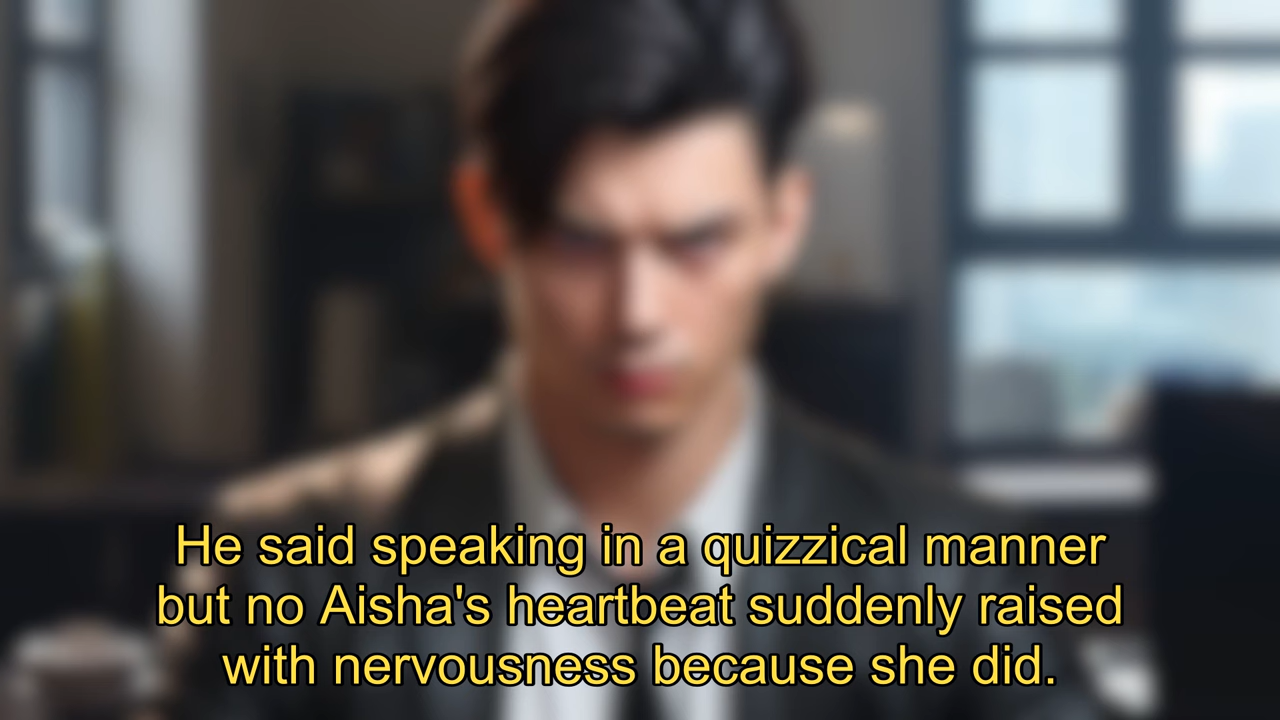 He said speaking in a quizzical manner
but no Aisha's heartbeat suddenly raised
with nervousness because she did.